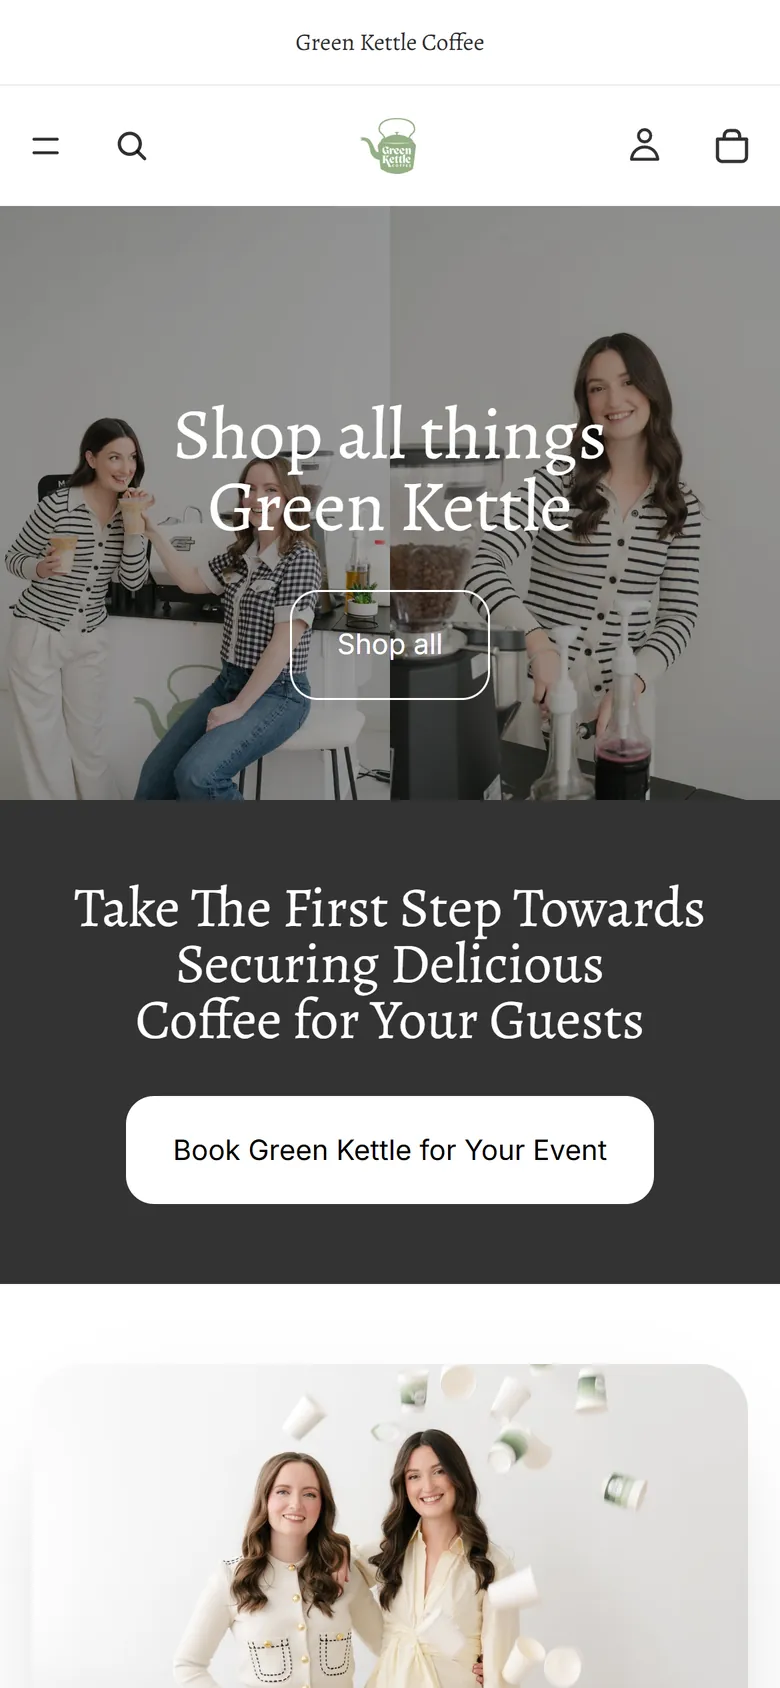 Green Kettle Coffee
Green
Kettle
COFFEE
Shop all things
Green Kettle
Shop all
Take The First Step Towards
Securing Delicious
Coffee for Your Guests
Book Green Kettle for Your Event